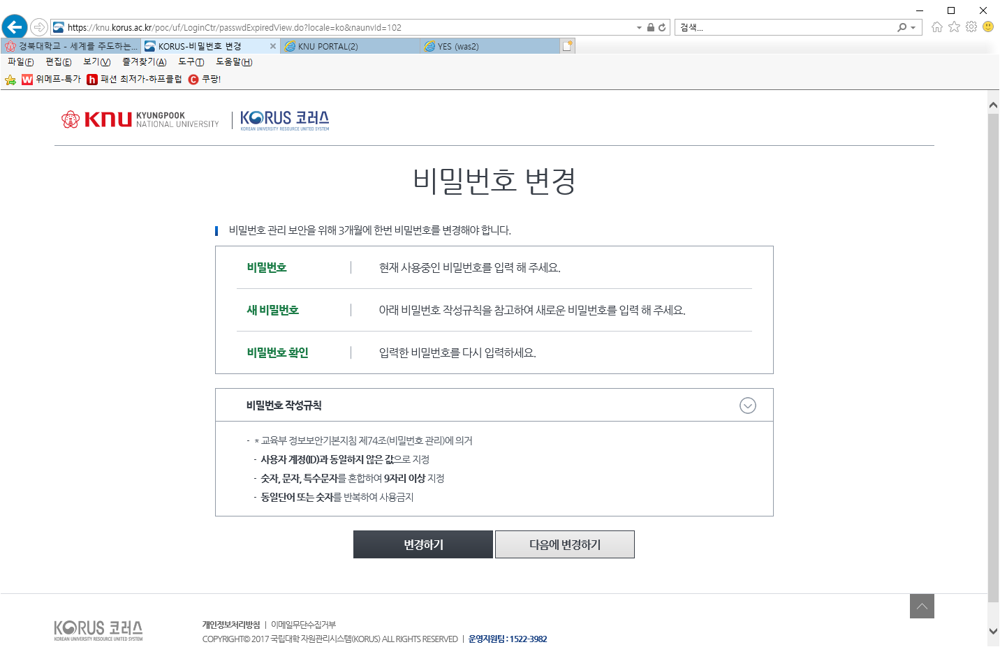 https://knu.korus.ac.kr/poc/uf/LoginCtr/passwdExpiredView.do?locale=ko&naunvId=102
검색...
경북대학교 - 세계를 주도하는...
KORUS-비밀번호 변경
KNU PORTAL(2)
YES (was2)
파일(F) 편집(E) 보기(V) 즐겨찾기(A) 도구(T) 도움말(H)
W 위메프-특가 h 패션 최저가-하프클럽 C 쿠팡!
KNU KYUNGPOOK NATIONAL UNIVERSITY
KORUS 코러스
KOREAN UNIVERSITY RESOURCE UNITED SYSTEM
비밀번호 변경
비밀번호 관리 보안을 위해 3개월에 한번 비밀번호를 변경해야 합니다.
비밀번호 현재 사용중인 비밀번호를 입력 해 주세요.
새 비밀번호 아래 비밀번호 작성규칙을 참고하여 새로운 비밀번호를 입력 해 주세요.
비밀번호 확인 입력한 비밀번호를 다시 입력하세요.
비밀번호 작성규칙
- * 교육부 정보보안기본지침 제74조(비밀번호 관리)에 의거
- 사용자 계정(ID)과 동일하지 않은 값으로 지정
- 숫자, 문자, 특수문자를 혼합하여 9자리 이상 지정
- 동일단어 또는 숫자를 반복하여 사용금지
변경하기 다음에 변경하기
KORUS 코러스
KOREAN UNIVERSITY RESOURCE UNITED SYSTEM
개인정보처리방침 | 이메일무단수집거부
COPYRIGHT© 2017 국립대학 자원관리시스템(KORUS) ALL RIGHTS RESERVED | 운영지원팀 : 1522-3982